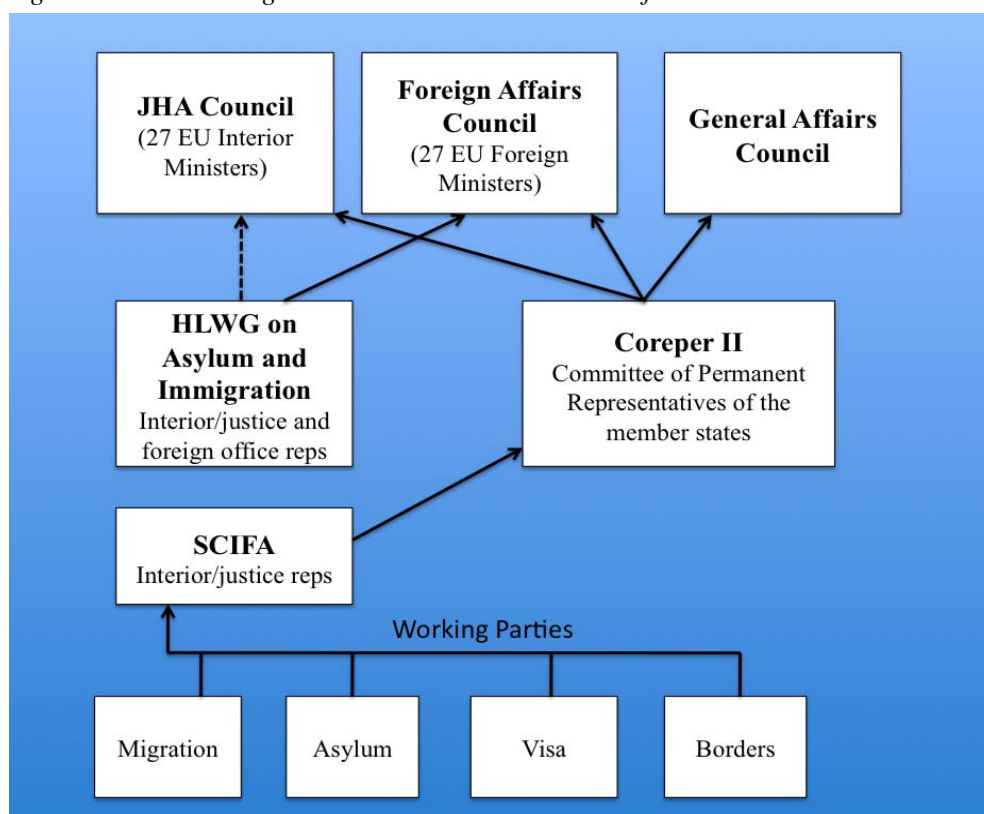 JHA Council
(27 EU Interior
Ministers)
Foreign Affairs
Council
(27 EU Foreign
Ministers)
General Affairs
Council
HLWG on
Asylum and
Immigration
Interior/justice and
foreign office reps
Coreper II
Committee of Permanent
Representatives of the
member states
SCIFA
Interior/justice reps
Working Parties
Migration
Asylum
Visa
Borders